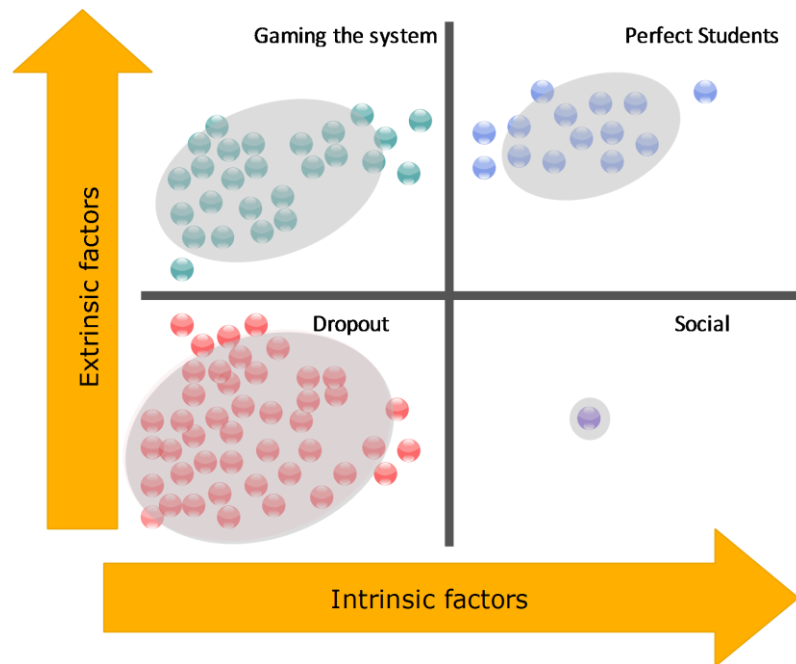 Gaming the system
Perfect Students
Extrinsic factors
Dropout
Social
Intrinsic factors